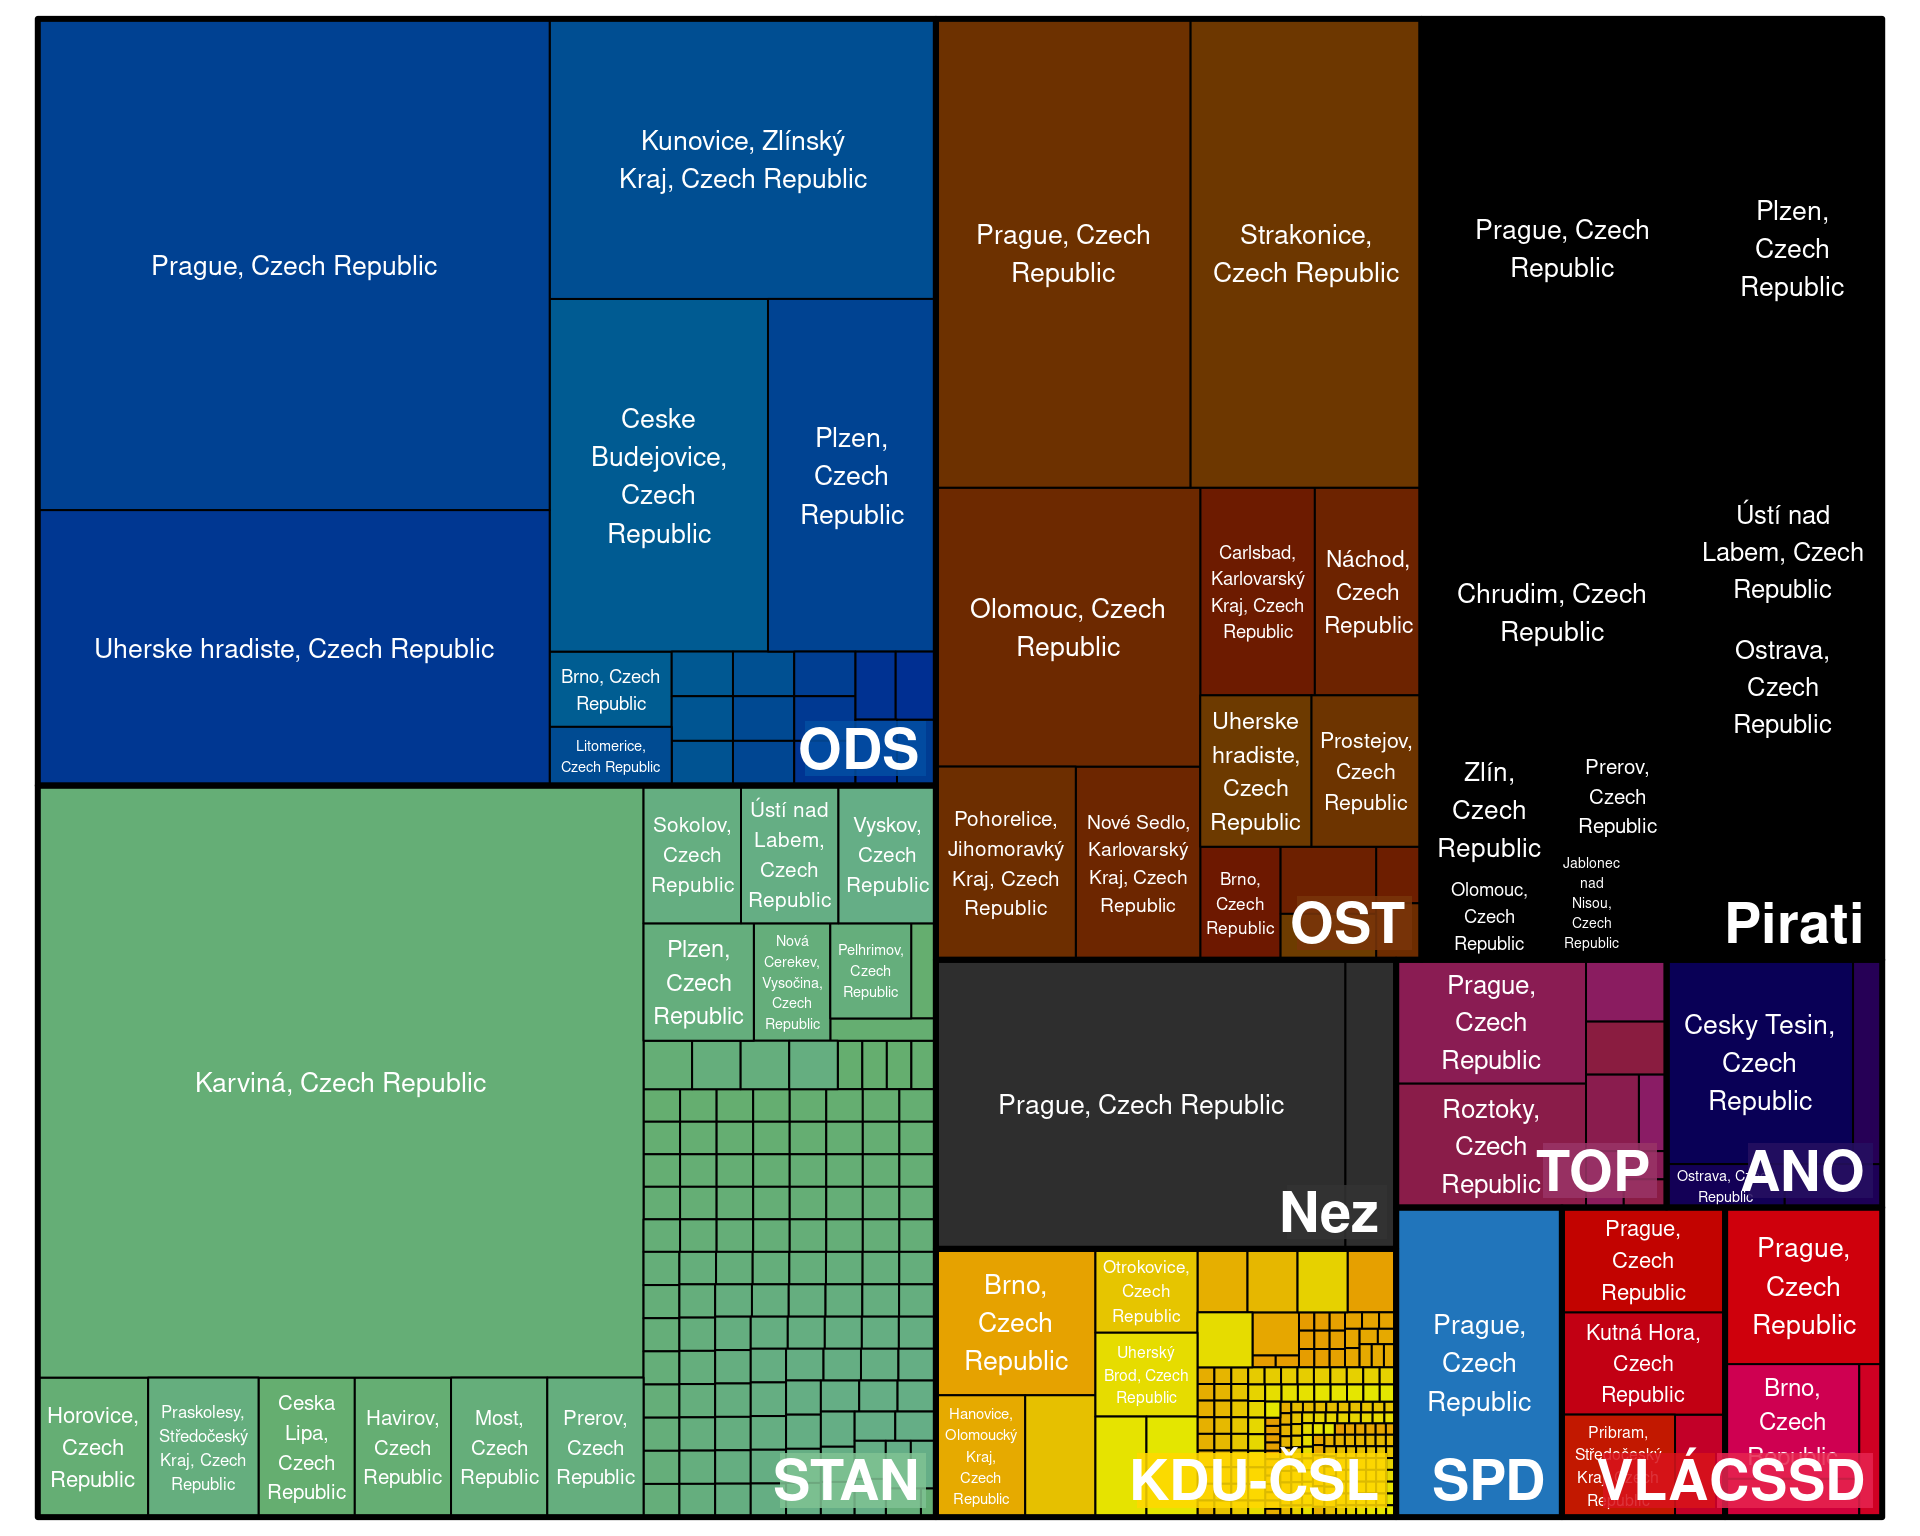 Prague, Czech Republic
Uherske hradiste, Czech Republic
Kunovice, Zlínský
Kraj, Czech Republic
Ceske
Budejovice,
Czech
Republic
Plzen,
Czech
Republic
Brno, Czech
Republic
Litomerice,
Czech Republic
ODS
Karviná, Czech Republic
Horovice,
Czech
Republic
Praskolesy,
Středočeský
Kraj, Czech
Republic
Ceska
Lipa,
Czech
Republic
Havirov,
Czech
Republic
Most,
Czech
Republic
Prerov,
Czech
Republic
Sokolov,
Czech
Republic
Ústí nad
Labem,
Czech
Republic
Vyskov,
Czech
Republic
Plzen,
Czech
Republic
Nová
Cerekev,
Vysočina,
Czech
Republic
Pelhrimov,
Czech
Republic
STAN
Prague, Czech
Republic
Strakonice,
Czech Republic
Olomouc, Czech
Republic
Carlsbad,
Karlovarský
Kraj, Czech
Republic
Náchod,
Czech
Republic
Uherske
hradiste,
Czech
Republic
Prostejov,
Czech
Republic
Pohorelice,
Jihomoravký
Kraj, Czech
Republic
Nové Sedlo,
Karlovarský
Kraj, Czech
Republic
Brno,
Czech
Republic
OST
Prague, Czech
Republic
Plzen,
Czech
Republic
Chrudim, Czech
Republic
Ústí nad
Labem, Czech
Republic
Ostrava,
Czech
Republic
Zlín,
Czech
Republic
Prerov,
Czech
Republic
Olomouc,
Czech
Republic
Jablonec
nad
Nisou,
Czech
Republic
Pirati
Prague, Czech Republic
Nez
Prague,
Czech
Republic
Roztoky,
Czech
Republic
TOP
Cesky Tesin,
Czech
Republic
Ostrava, Cz
Republic
ANO
Brno,
Czech
Republic
Otrokovice,
Czech
Republic
Uherský
Brod, Czech
Republic
Hanovice,
Olomoucký
Kraj,
Czech
Republic
KDU-ČSL
Prague,
Czech
Republic
SPD
Prague,
Czech
Republic
Kutná Hora,
Czech
Republic
Pribram,
Středočeský
Kraj, Czech
Republic
VLÁCSSD
Prague,
Czech
Republic
Brno,
Czech
Republic